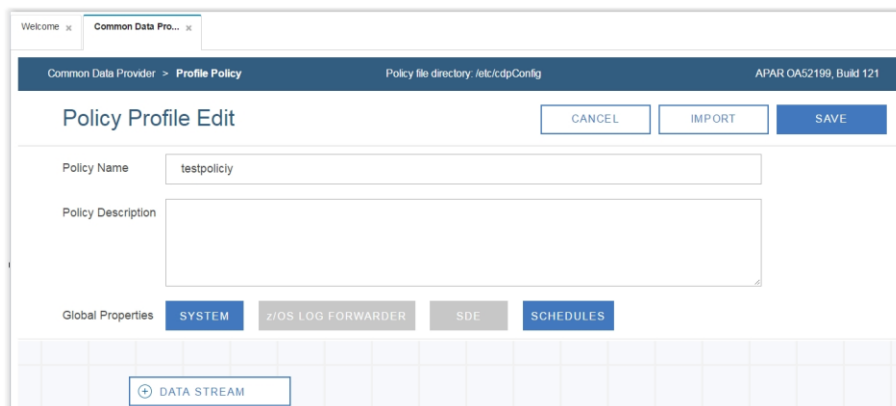 Welcome x Common Data Pro... x
Common Data Provider > Profile Policy Policy file directory: /etc/cdpConfig APAR OA52199, Build 121
Policy Profile Edit CANCEL IMPORT SAVE
Policy Name testpoliciy
Policy Description
Global Properties SYSTEM z/OS LOG FORWARDER SDE SCHEDULES
DATA STREAM